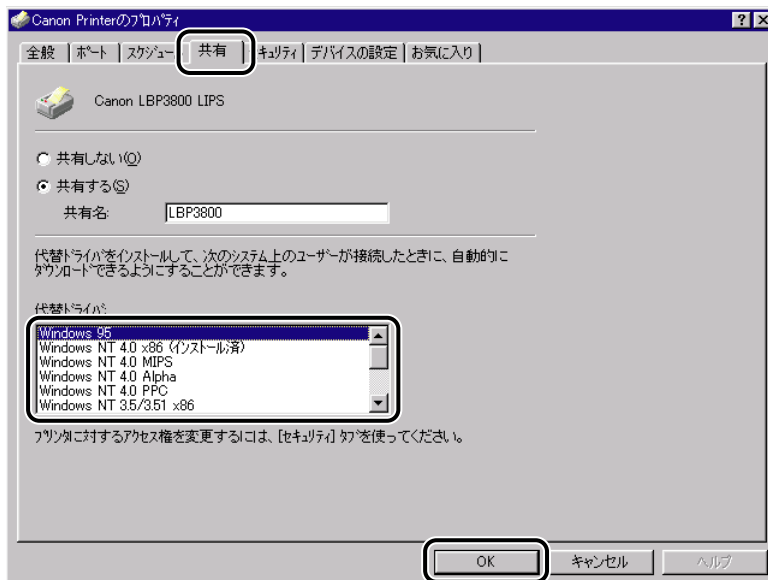 Canon Printerのプロパティ
全般 ポート スケジュー 共有 キュリティ デバイスの設定 お気に入り
Canon LBP3800 LIPS
共有しない(O)
共有する(S)
共有名: LBP3800
代替ドライバをインストールして、次のシステム上のユーザーが接続したときに、自動的に
ダウンロードできるようにすることができます。
代替ドライバ:
Windows 95
Windows NT 4.0 x86 (インストール済)
Windows NT 4.0 MIPS
Windows NT 4.0 Alpha
Windows NT 4.0 PPC
Windows NT 3.5/3.51 x86
プリンタに対するアクセス権を変更するには、[セキュリティ] タブを使ってください。
OK キャンセル ヘルプ